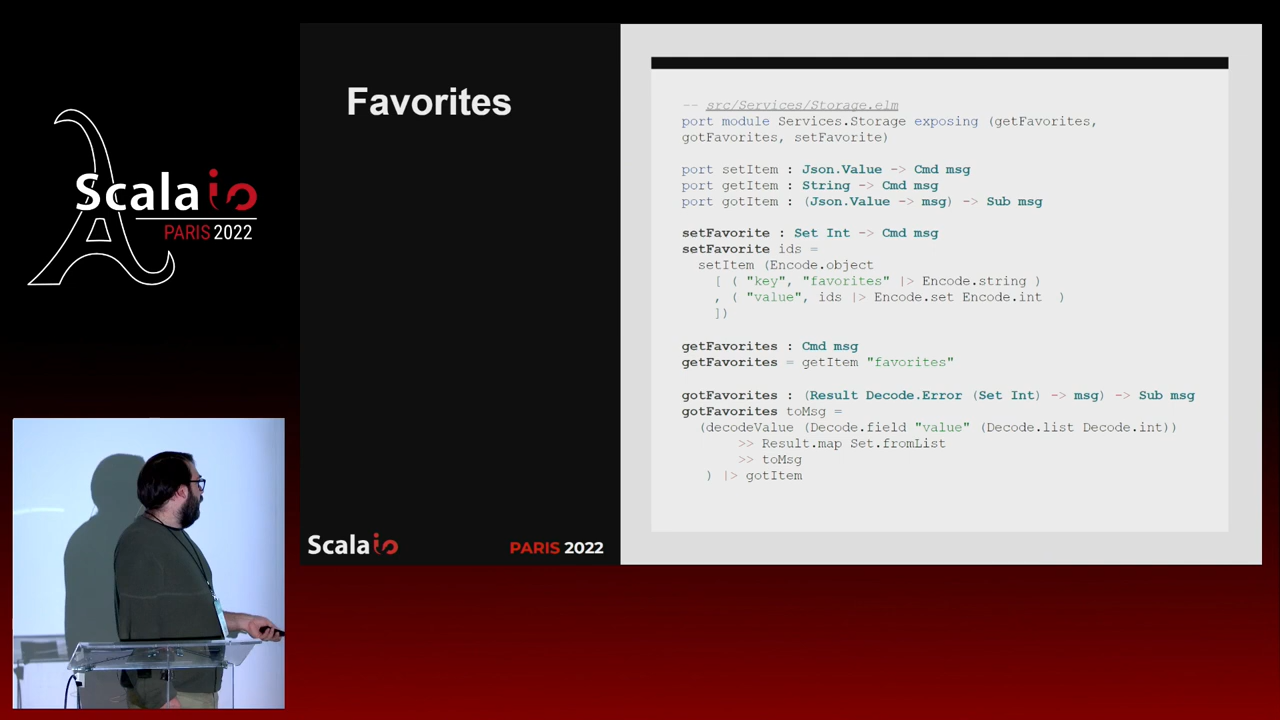 Scalaio
PARIS 2022
Favorites
Scalaio
PARIS 2022
-- src/Services/Storage.elm
port module Services.Storage exposing (getFavorites,
gotFavorites, setFavorite)
port setItem : Json.Value -> Cmd msg
port getItem : String -> Cmd msg
port gotItem : (Json.Value -> msg) -> Sub msg
setFavorite : Set Int -> Cmd msg
setFavorite ids =
setItem (Encode.object
[ ( "key", "favorites" |> Encode.string )
, ( "value", ids |> Encode.set Encode.int )
])
getFavorites : Cmd msg
getFavorites = getItem "favorites"
gotFavorites : (Result Decode.Error (Set Int) -> msg) -> Sub msg
gotFavorites toMsg =
(decodeValue (Decode.field "value" (Decode.list Decode.int))
>> Result.map Set.fromList
>> toMsg
) |> gotItem